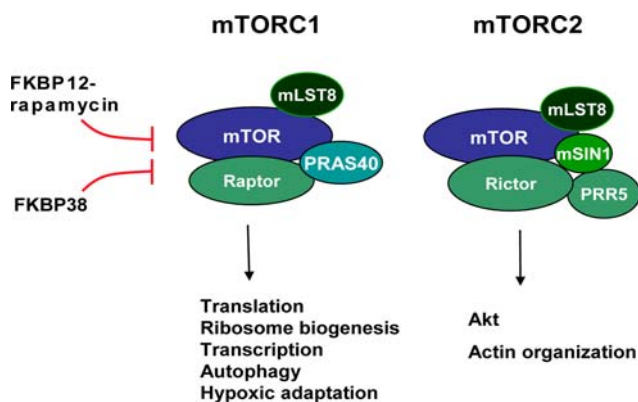 mTORC1
mTORC2
FKBP12-
rapamycin
FKBP38
mLST8
mTOR
PRAS40
Raptor
mLST8
mTOR
mSIN1
Rictor
PRR5
Translation
Ribosome biogenesis
Transcription
Autophagy
Hypoxic adaptation
Akt
Actin organization